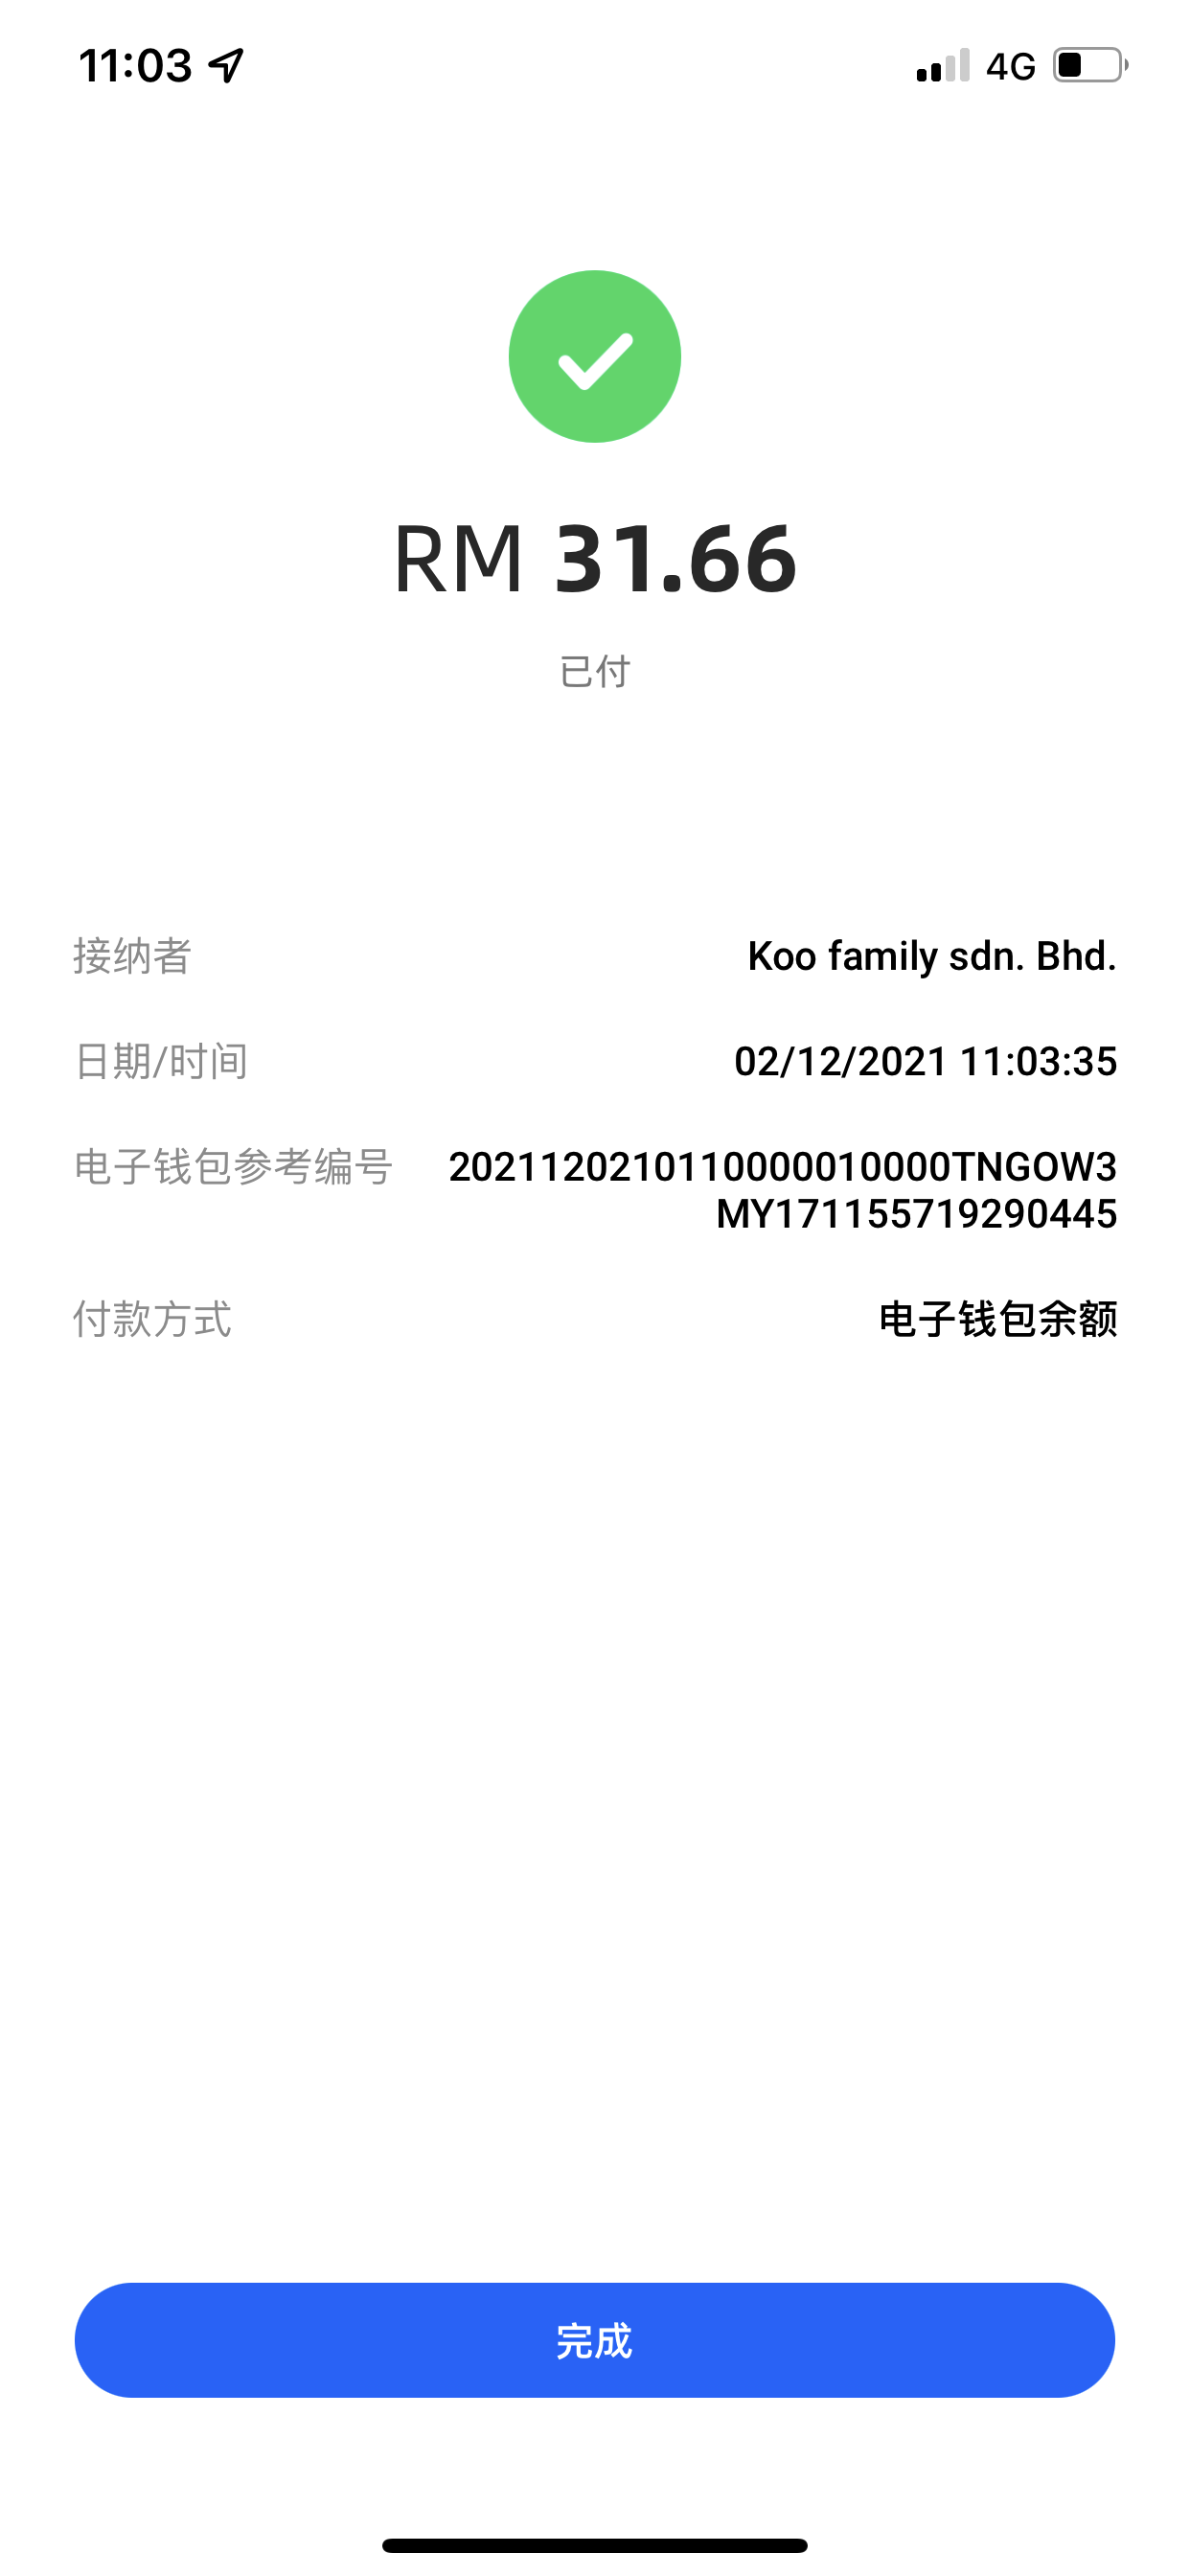 11:03 4G
RM 31.66
已付
接纳者 Koo family sdn. Bhd.
日期/时间 02/12/2021 11:03:35
电子钱包参考编号 20211202101100000010000TNGOW3
MY171155719290445
付款方式 电子钱包余额
完成